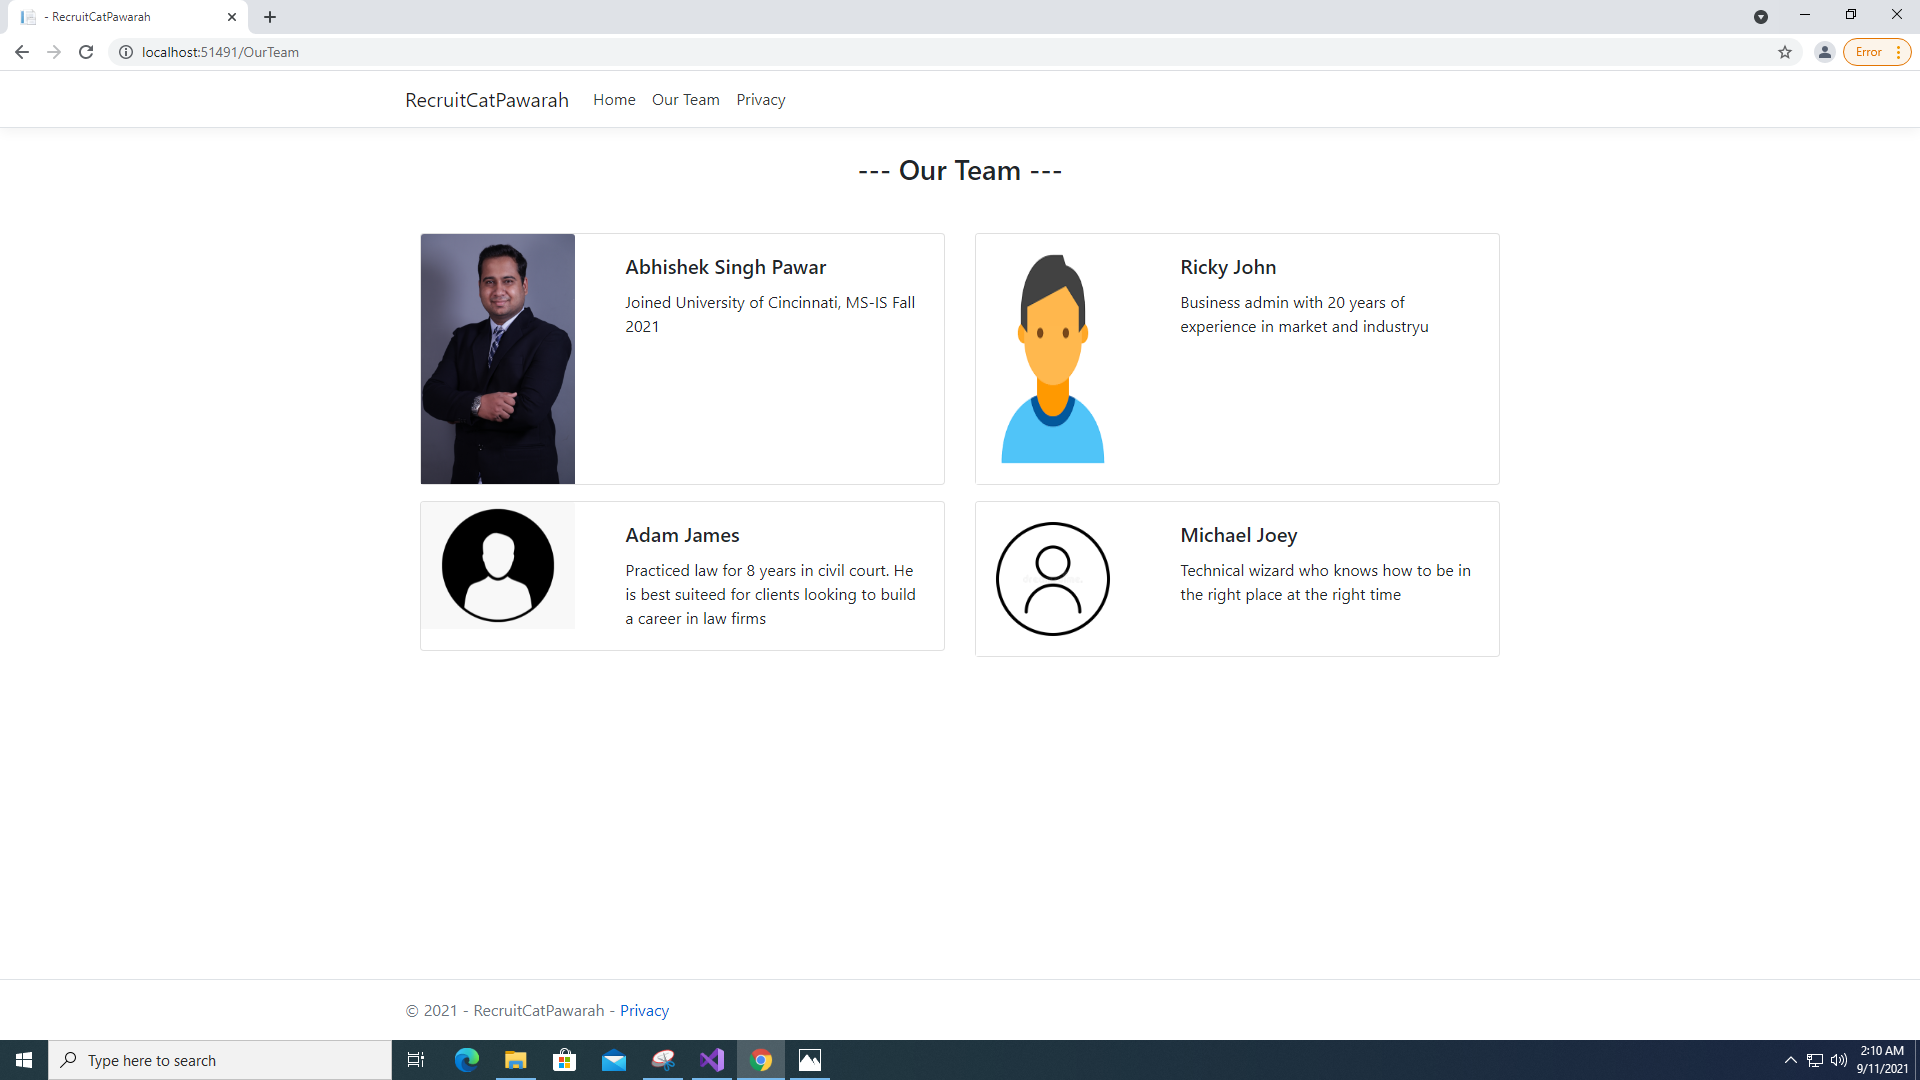 - RecruitCatPawarah
localhost:51491/OurTeam
Error
RecruitCatPawarah Home Our Team Privacy
--- Our Team ---
Abhishek Singh Pawar
Joined University of Cincinnati, MS-IS Fall
2021
Ricky John
Business admin with 20 years of
experience in market and industryu
Adam James
Practiced law for 8 years in civil court. He
is best suiteed for clients looking to build
a career in law firms
Michael Joey
Technical wizard who knows how to be in
the right place at the right time
© 2021 - RecruitCatPawarah - Privacy
Type here to search
2:10 AM
9/11/2021